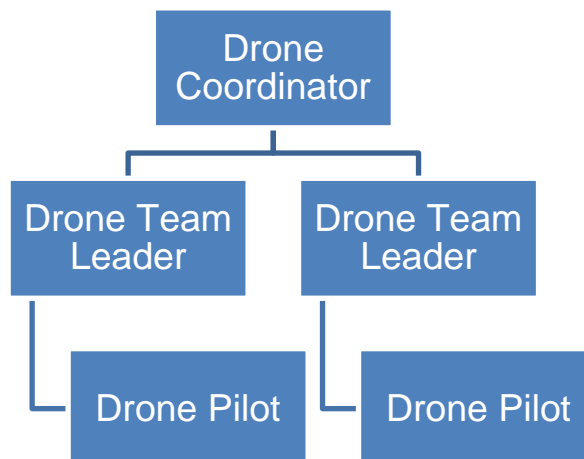 Drone
Coordinator
Drone Team
Leader
Drone Team
Leader
Drone Pilot
Drone Pilot